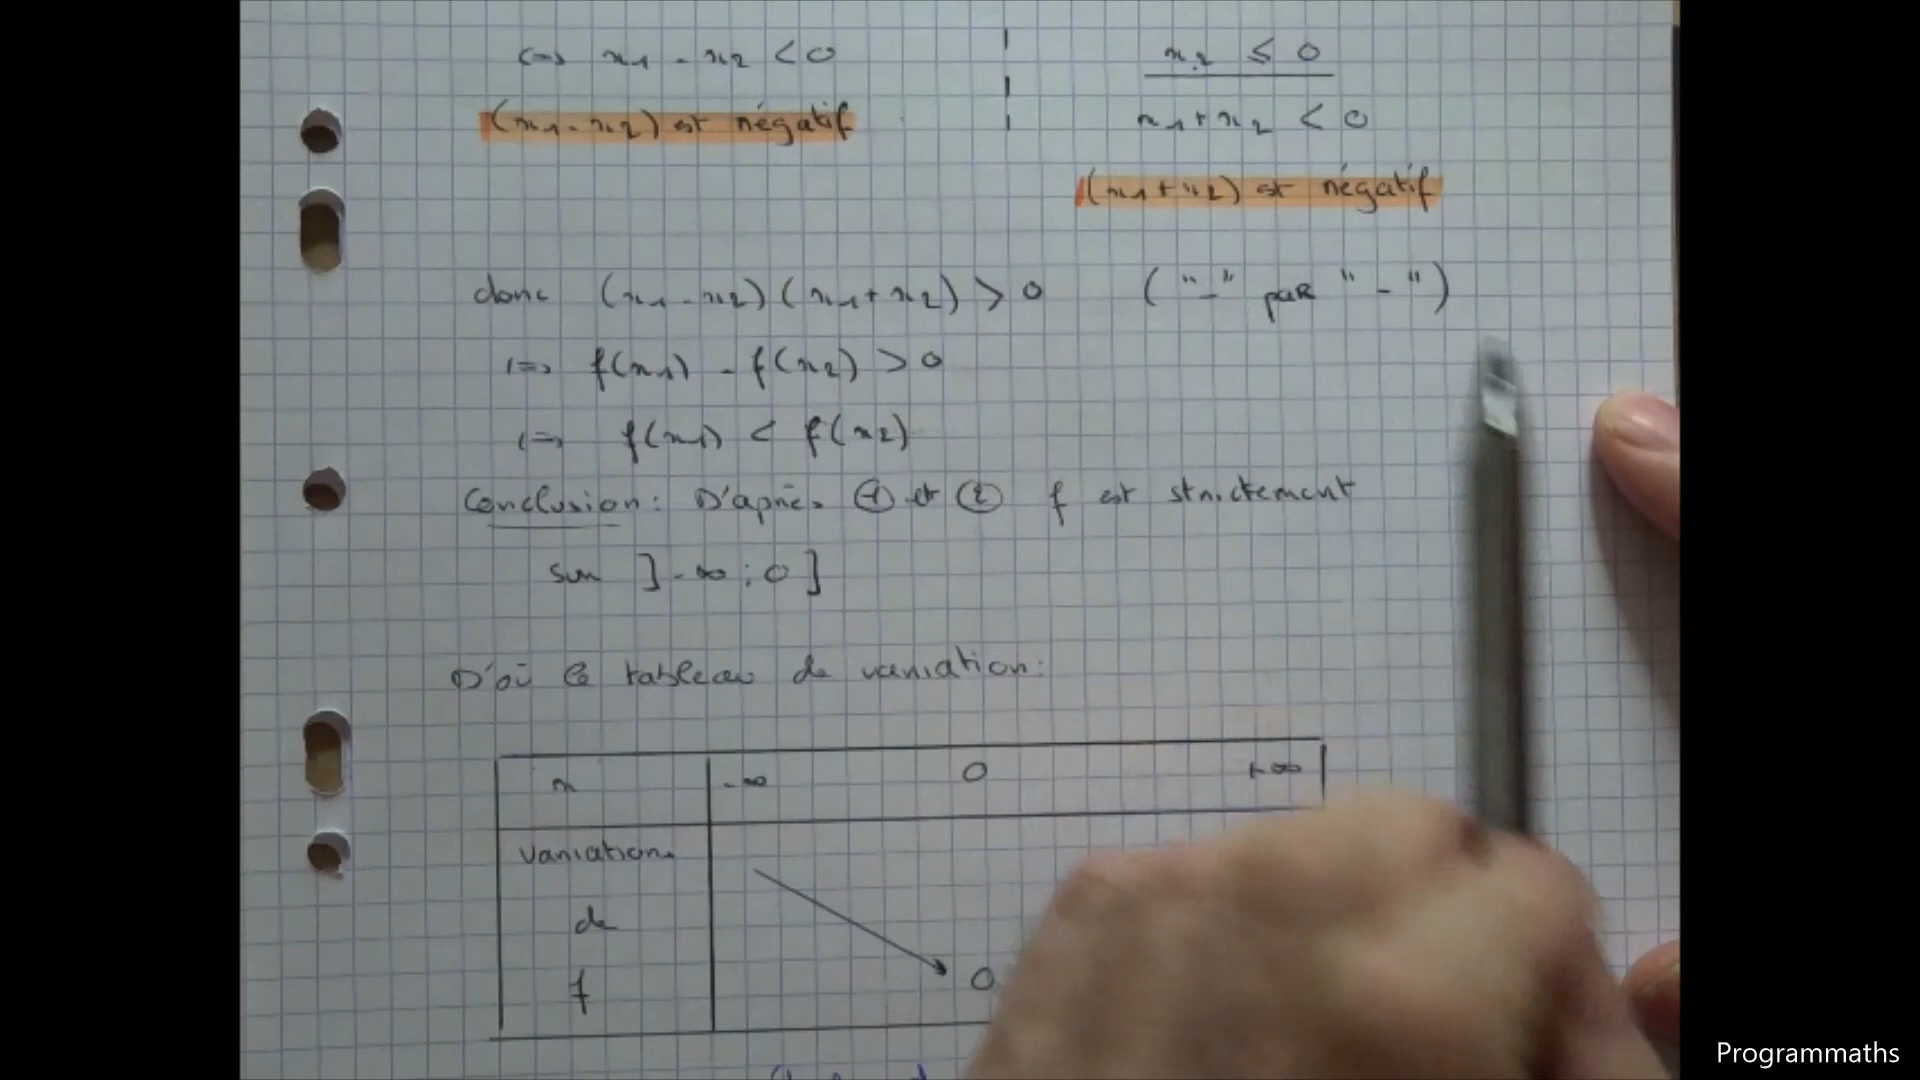 <=> x1 - x2 < 0
x2 ≤ 0
(x1 - x2) est négatif
x1 + x2 < 0
(x1 + x2) est négatif
donc (x1 - x2)(x1 + x2) > 0 ("-" par "-")
<=> f(x1) - f(x2) > 0
<=> f(x1) < f(x2)
Conclusion: D'après ① et ② f est strictement
sur ]-∞; 0]
D'où le tableau de variation:
x -∞ 0 +∞
variations
de
f 0
Programmaths